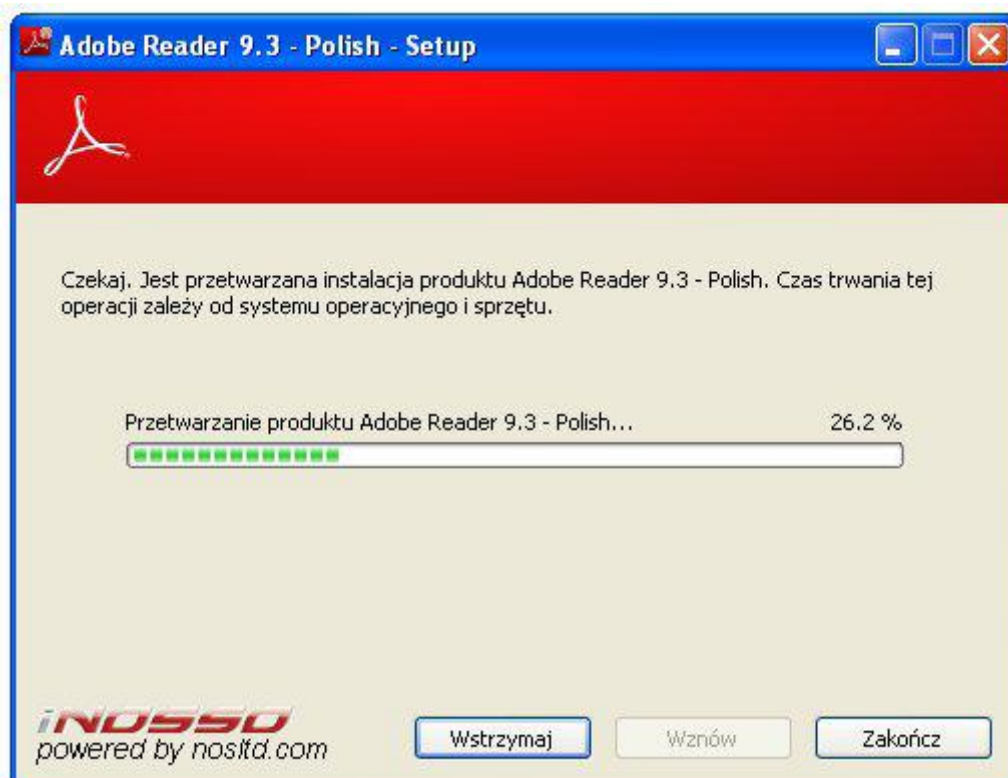 Adobe Reader 9.3 - Polish - Setup
Czekaj. Jest przetwarzana instalacja produktu Adobe Reader 9.3 - Polish. Czas trwania tej
operacji zależy od systemu operacyjnego i sprzętu.
Przetwarzanie produktu Adobe Reader 9.3 - Polish... 26.2 %
iNOSSO
powered by nosltd.com
Wstrzymaj Wznów Zakończ